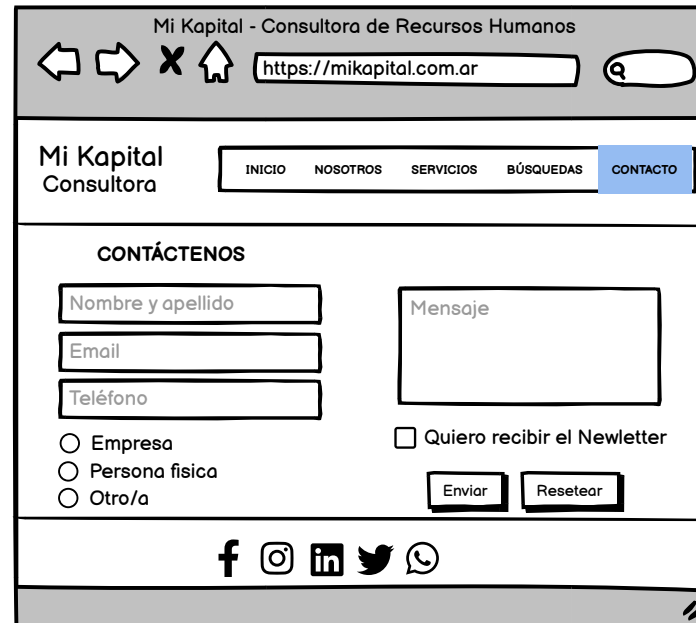 Mi Kapital - Consultora de Recursos Humanos
https://mikapital.com.ar
Mi Kapital
Consultora
INICIO NOSOTROS SERVICIOS BÚSQUEDAS CONTACTO
CONTÁCTENOS
Nombre y apellido
Email
Teléfono
Empresa
Persona fisica
Otro/a
Mensaje
Quiero recibir el Newletter
Enviar Resetear